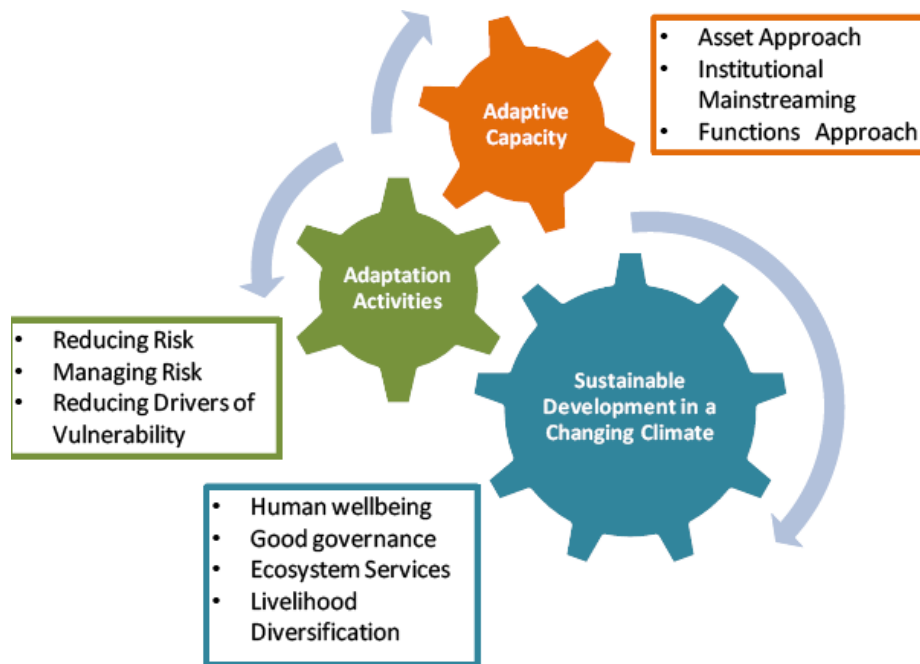 Adaptive
Capacity
• Asset Approach
• Institutional
Mainstreaming
• Functions Approach
Adaptation
Activities
• Reducing Risk
• Managing Risk
• Reducing Drivers of
Vulnerability
Sustainable
Development in a
Changing Climate
• Human wellbeing
• Good governance
• Ecosystem Services
• Livelihood
Diversification